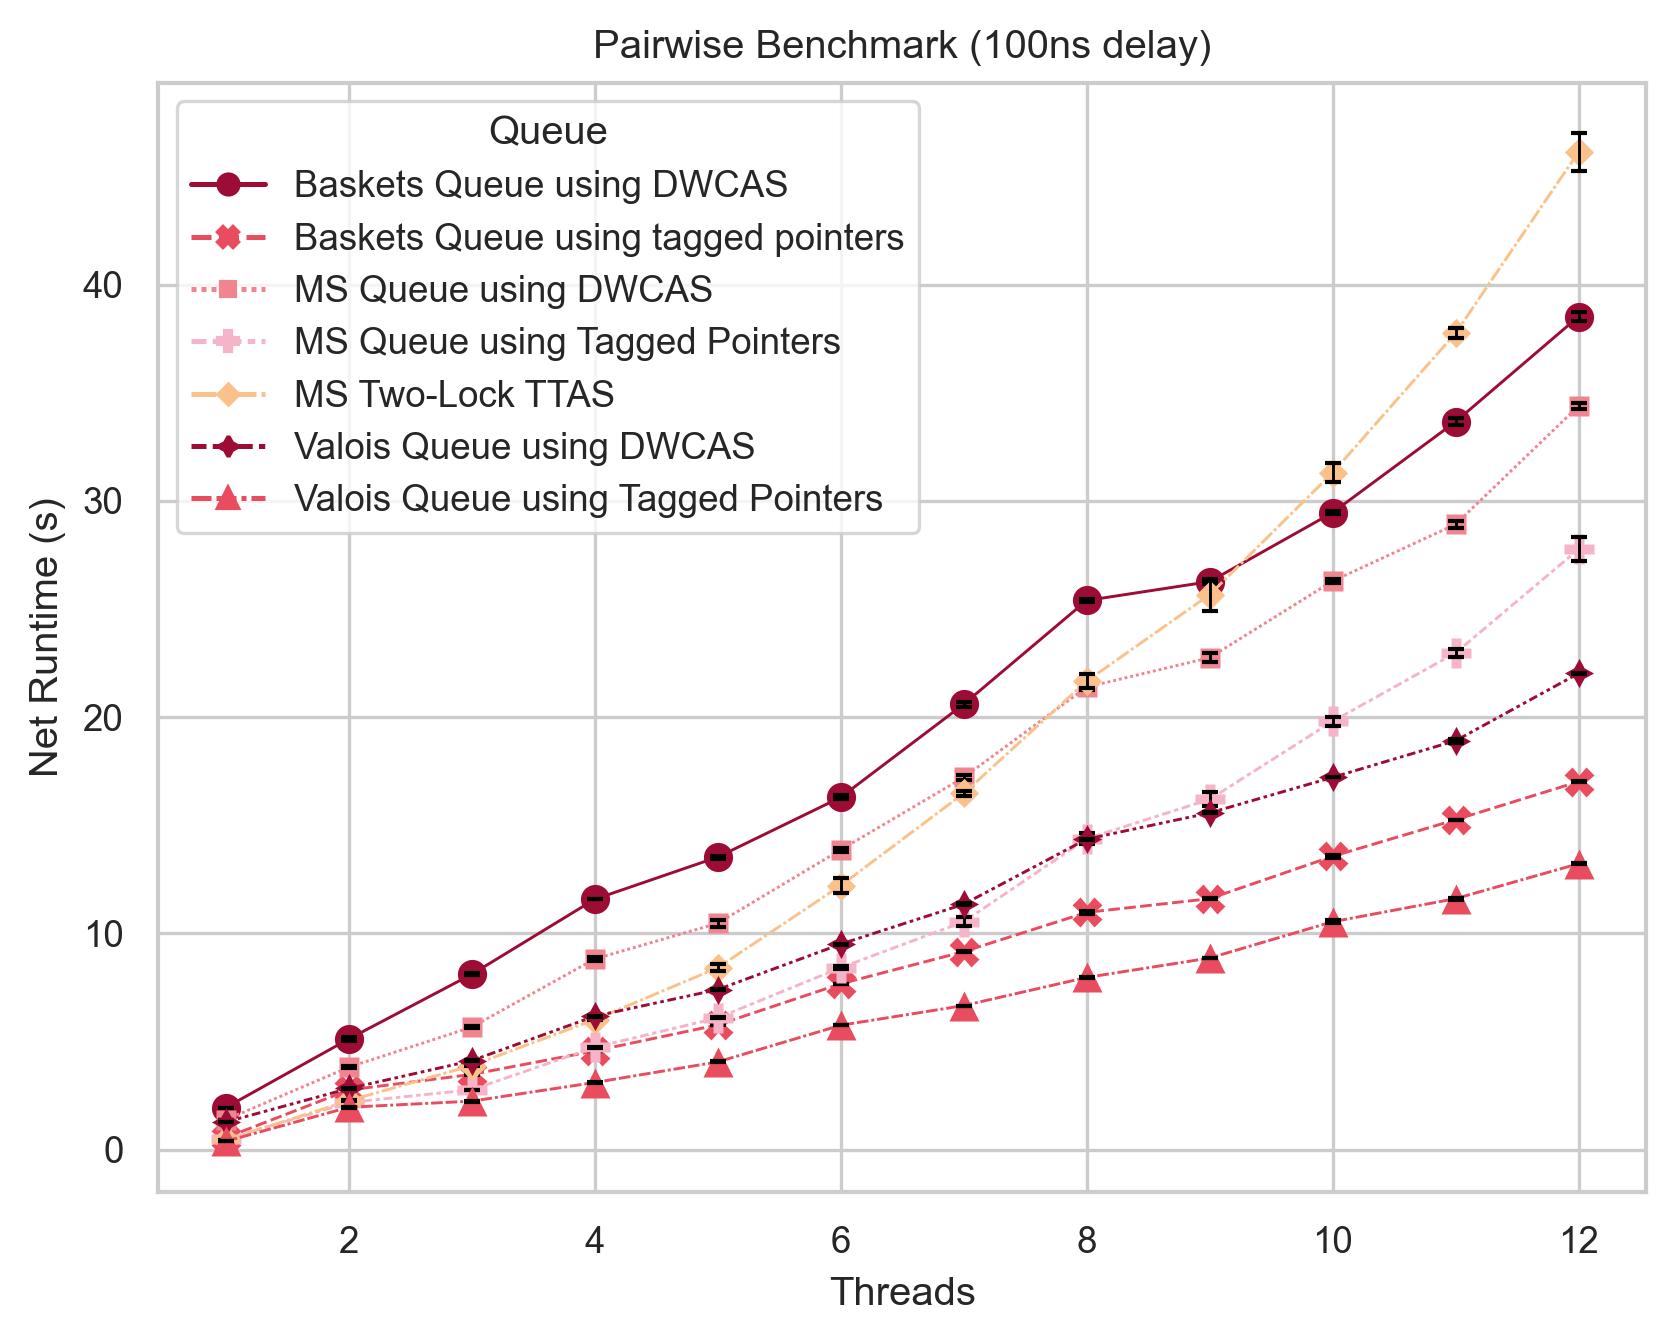 Pairwise Benchmark (100ns delay)
Queue
Baskets Queue using DWCAS
Baskets Queue using tagged pointers
MS Queue using DWCAS
MS Queue using Tagged Pointers
MS Two-Lock TTAS
Valois Queue using DWCAS
Valois Queue using Tagged Pointers
Net Runtime (s)
40
30
20
10
0
2 4 6 8 10 12
Threads